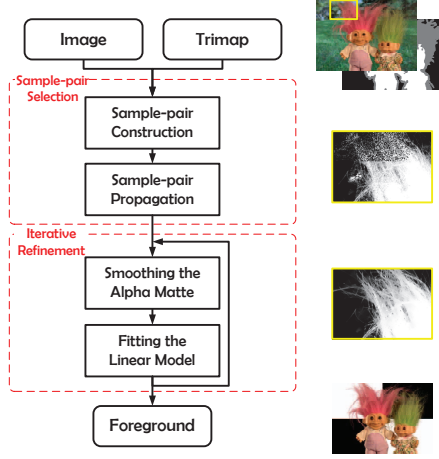 Image
Trimap
Sample-pair
Selection
Sample-pair
Construction
Sample-pair
Propagation
Iterative
Refinement
Smoothing the
Alpha Matte
Fitting the
Linear Model
Foreground